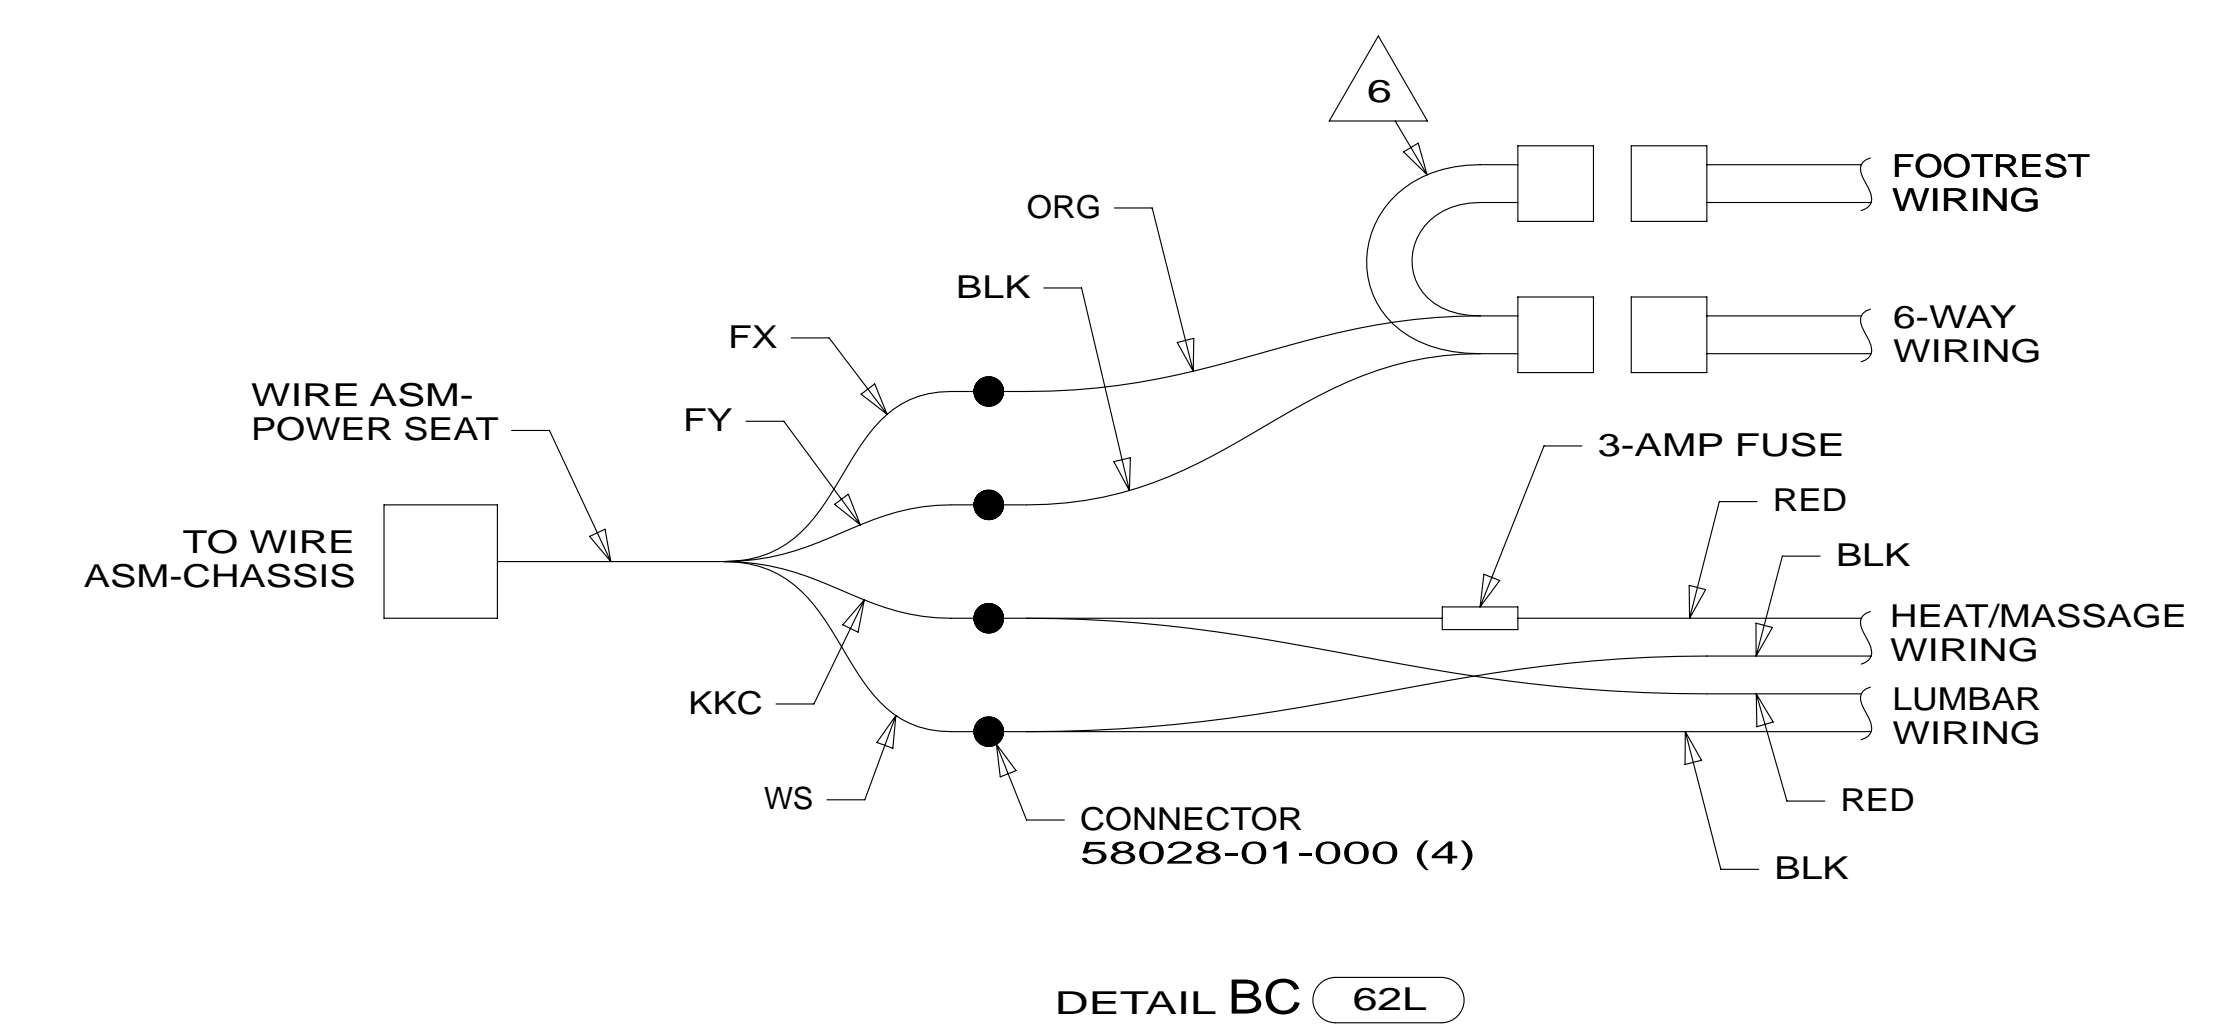 6
FOOTREST
WIRING
ORG
BLK
6-WAY
WIRING
FX
WIRE ASM-
POWER SEAT
FY
3-AMP FUSE
RED
BLK
TO WIRE
ASM-CHASSIS
HEAT/MASSAGE
WIRING
KKC
LUMBAR
WIRING
WS
RED
CONNECTOR
58028-01-000 (4)
BLK
DETAIL BC 62L